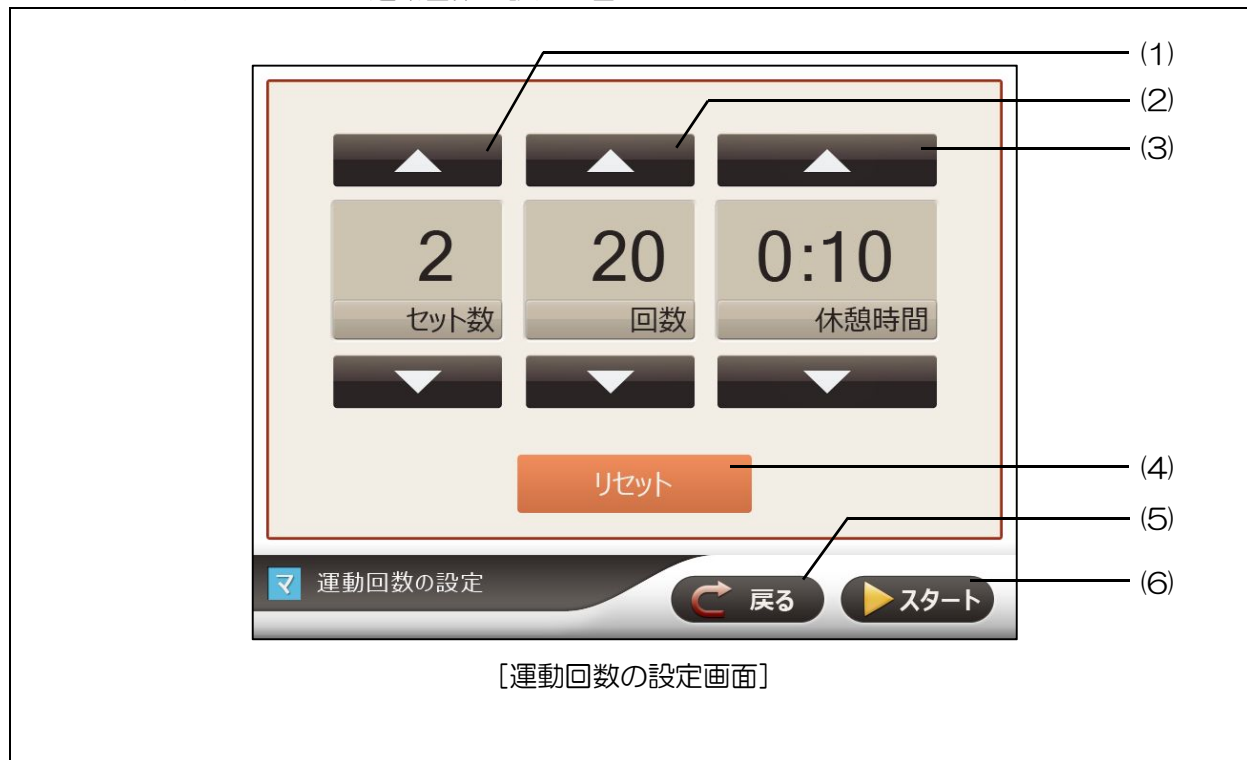 (1)
(2)
(3)
2 20 0:10
セット数 回数 休憩時間
リセット
(4)
(5)
マ 運動回数の設定 戻る スタート
(6)
[運動回数の設定画面]